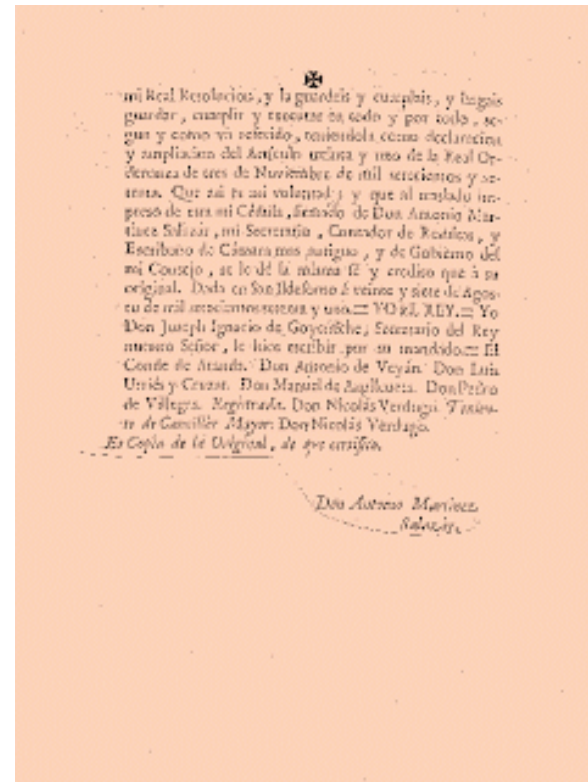 ✠
mi Real Resolucion, y la guardeis y cumplais, y hagais
guardar, cumplir y executar en todo y por todo, se-
gun y como vá referido, teniendola como declaracion
y ampliacion del Artículo treinta y uno de la Real Or-
denanza de tres de Noviembre de mil setecientos y se-
tenta. Que asi es mi voluntad; y que al traslado im-
preso de esta mi Cédula, firmado de Don Antonio Mar-
tinez Salazar, mi Secretario, Contador de Resultas, y
Escribano de Cámara mas antiguo, y de Gobierno del
mi Consejo, se le dé la misma fé y credito que á su
original. Dada en San Ildefonso á veinte y siete de Agos-
to de mil setecientos setenta y uno.= YO EL REY.= Yo
Don Joseph Ignacio de Goyeneche, Secretario del Rey
nuestro Señor, le hice escribir por su mandado.= El
Conde de Aranda. Don Antonio de Veyán. Don Luis
Urriés y Cruzat. Don Manuel de Azpilcueta. Don Pedro
de Villegas. Registrada. Don Nicolás Verdugo. Tenien-
te de Canciller Mayor: Don Nicolás Verdugo.
Es Copia de la Original, de que certifico.
Don Antonio Martinez
Salazar.